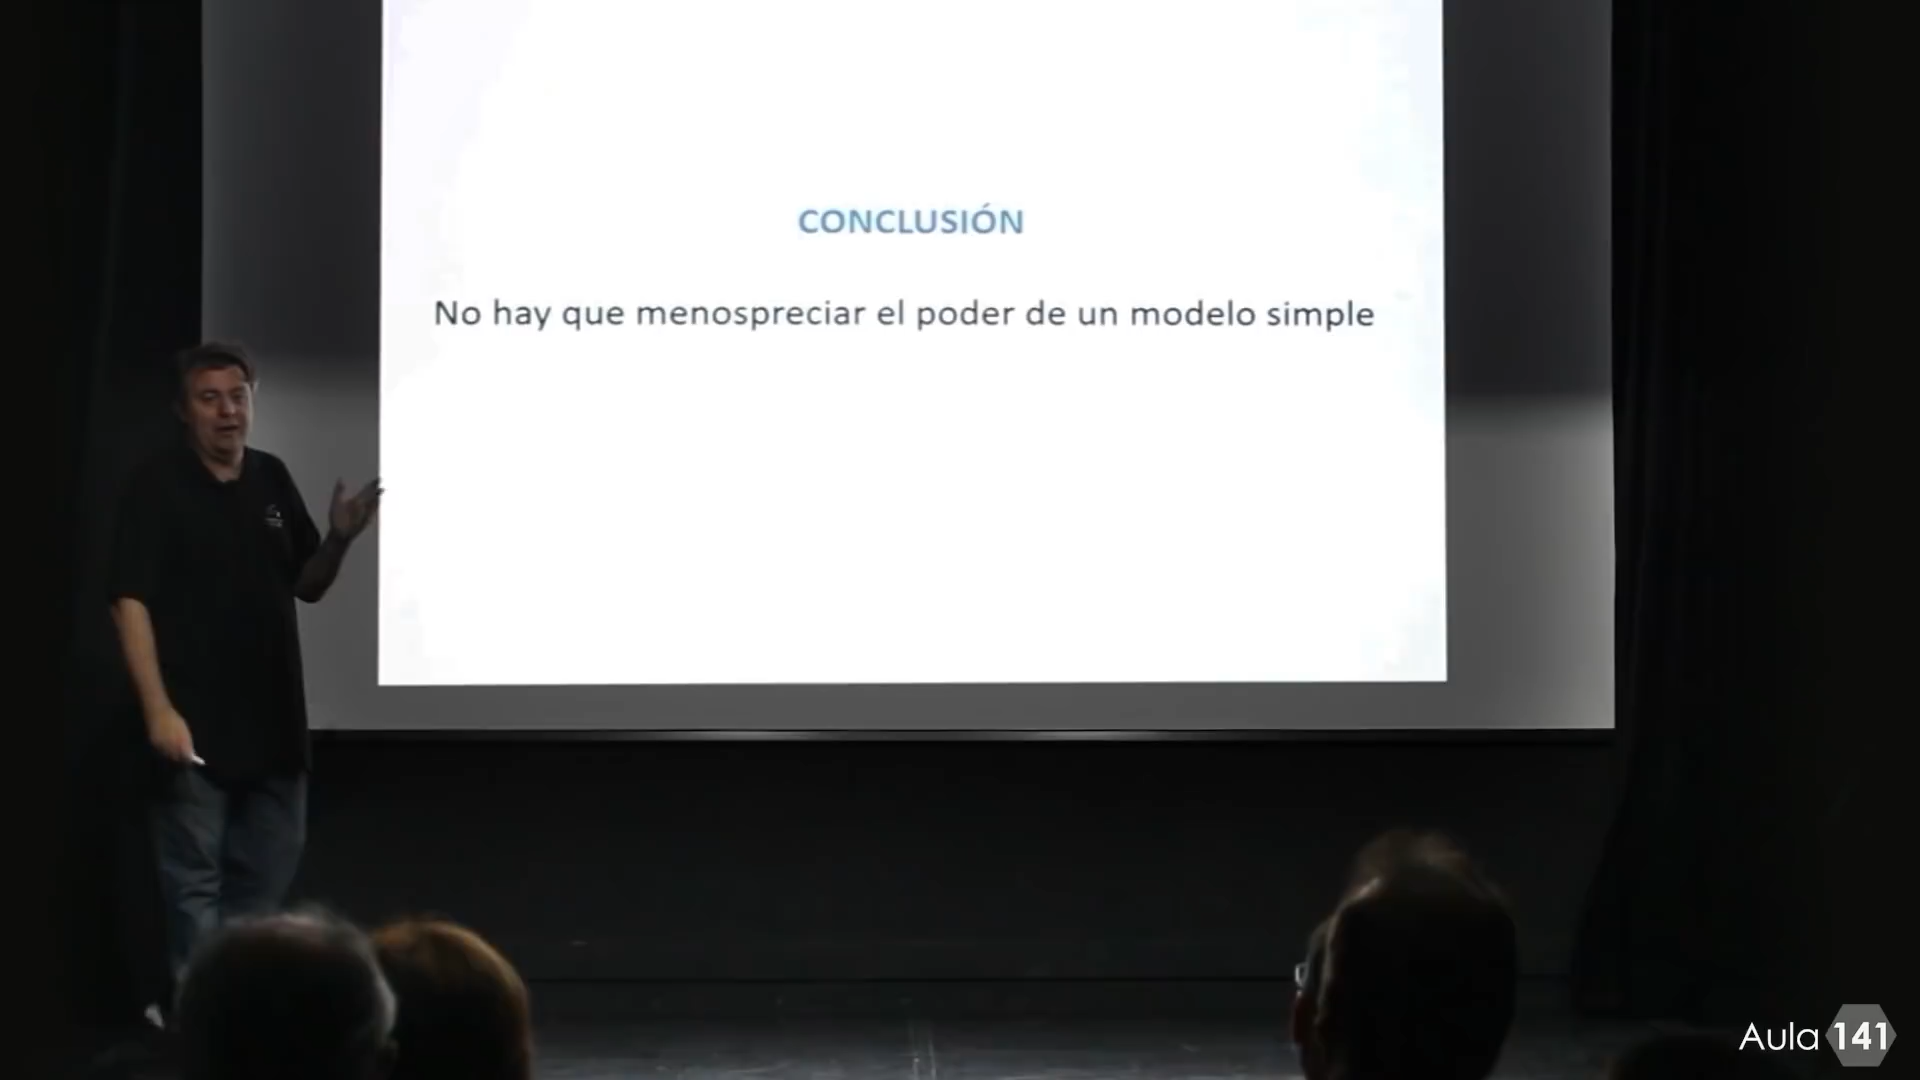 CONCLUSIÓN
No hay que menospreciar el poder de un modelo simple
Aula 141